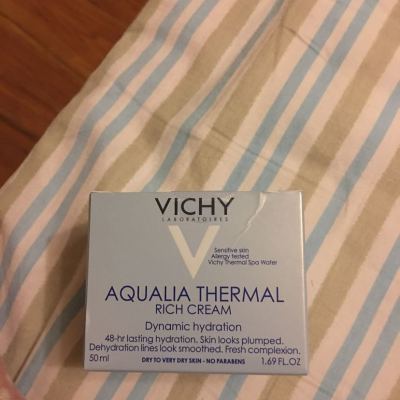 VICHY
LABORATOIRES
Sensitive skin
Allergy tested
Vichy Thermal Spa Water
AQUALIA THERMAL
RICH CREAM
Dynamic hydration
48-hr lasting hydration. Skin looks plumped.
Dehydration lines look smoothed. Fresh complexion.
50 ml DRY TO VERY DRY SKIN - NO PARABENS 1.69 FL.OZ